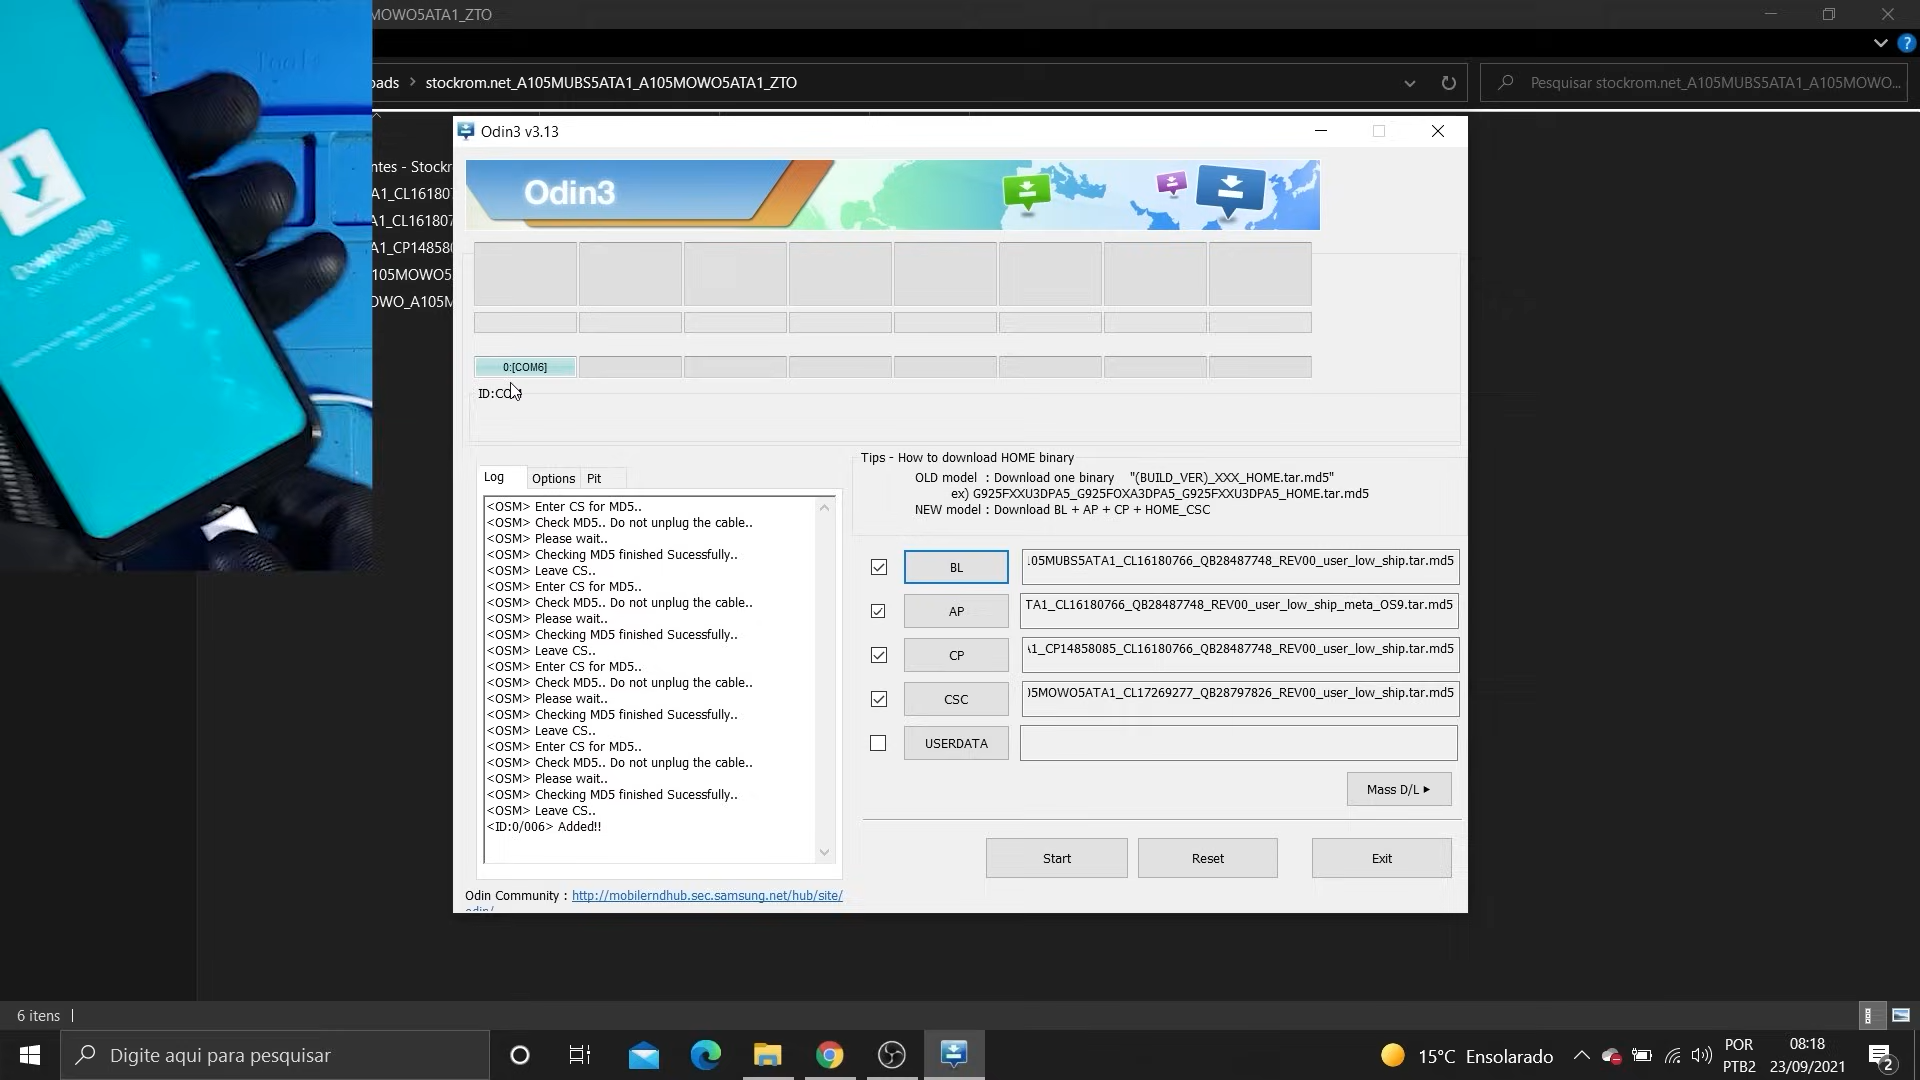 MOWO5ATA1_ZTO
oads > stockrom.net_A105MUBS5ATA1_A105MOWO5ATA1_ZTO
Pesquisar stockrom.net_A105MUBS5ATA1_A105MOWO...
ntes - Stockr
A1_CL16180
A1_CL16180
A1_CP14858
105MOWO5
OWO_A105M
Downloading
Odin3 v3.13
Odin3
0:[COM6]
Log Options Pit
<OSM> Enter CS for MD5..
<OSM> Check MD5.. Do not unplug the cable..
<OSM> Please wait..
<OSM> Checking MD5 finished Sucessfully..
<OSM> Leave CS..
<OSM> Enter CS for MD5..
<OSM> Check MD5.. Do not unplug the cable..
<OSM> Please wait..
<OSM> Checking MD5 finished Sucessfully..
<OSM> Leave CS..
<OSM> Enter CS for MD5..
<OSM> Check MD5.. Do not unplug the cable..
<OSM> Please wait..
<OSM> Checking MD5 finished Sucessfully..
<OSM> Leave CS..
<OSM> Enter CS for MD5..
<OSM> Check MD5.. Do not unplug the cable..
<OSM> Please wait..
<OSM> Checking MD5 finished Sucessfully..
<OSM> Leave CS..
<ID:0/006> Added!!
Odin Community : http://mobilerndhub.sec.samsung.net/hub/site/
odin/
Tips - How to download HOME binary
OLD model : Download one binary "(BUILD_VER)_XXX_HOME.tar.md5"
ex) G925FXXU3DPA5_G925FOXA3DPA5_G925FXXU3DPA5_HOME.tar.md5
NEW model : Download BL + AP + CP + HOME_CSC
BL 105MUBS5ATA1_CL16180766_QB28487748_REV00_user_low_ship.tar.md5
AP TA1_CL16180766_QB28487748_REV00_user_low_ship_meta_OS9.tar.md5
CP A1_CP14858085_CL16180766_QB28487748_REV00_user_low_ship.tar.md5
CSC 05MOWO5ATA1_CL17269277_QB28797826_REV00_user_low_ship.tar.md5
USERDATA
Mass D/L
Start Reset Exit
6 itens
Digite aqui para pesquisar
15°C Ensolarado
POR
PTB2
08:18
23/09/2021
2